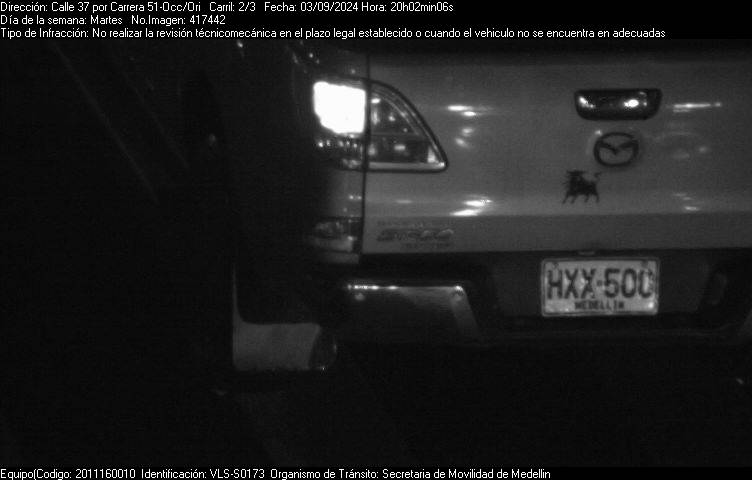 Dirección: Calle 37 por Carrera 51-Occ/Ori Carril: 2/3 Fecha: 03/09/2024 Hora: 20h02min06s
Día de la semana: Martes No.Imagen: 417442
Tipo de Infracción: No realizar la revisión técnicomecánica en el plazo legal establecido o cuando el vehiculo no se encuentra en adecuadas
HXX-500
MEDELLIN
Equipo(Codigo: 2011160010 Identificación: VLS-S0173 Organismo de Tránsito: Secretaria de Movilidad de Medellin